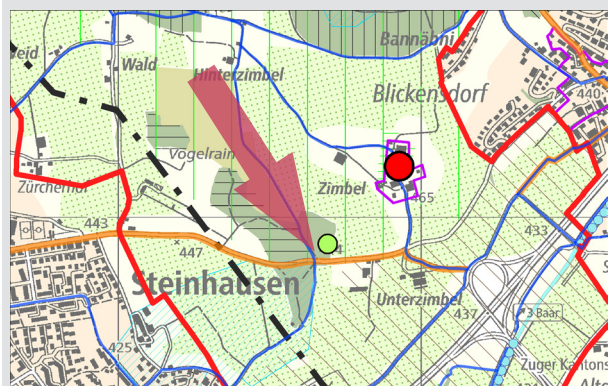 Bannäbni
Wald
Hinterzimbel
440
Blickensdorf
Vogelrain
Zürcherhof
Zimbel
465
443
433
447
Steinhausen
Unterzimbel
437
3 Baar
425
Zuger Kantons